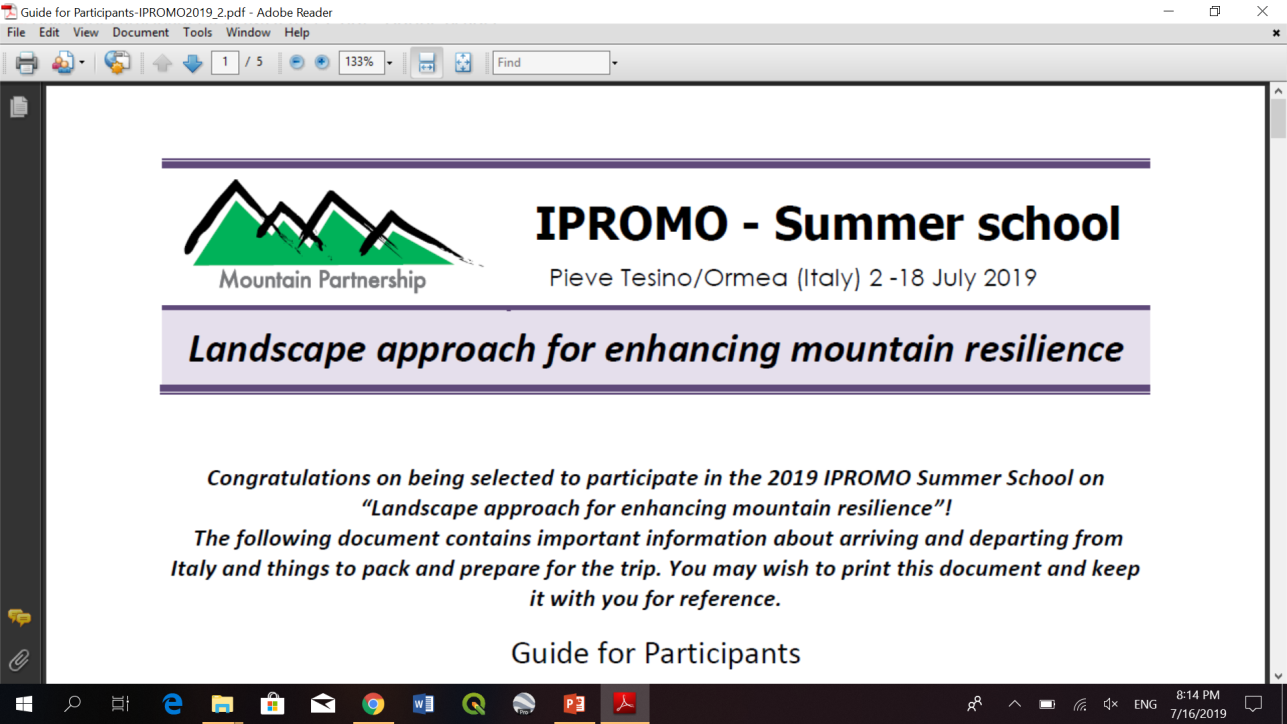 Guide for Participants-IPROMO2019_2.pdf - Adobe Reader
File Edit View Document Tools Window Help
1 / 5 133% Find
IPROMO - Summer school
Mountain Partnership
Pieve Tesino/Ormea (Italy) 2 -18 July 2019
Landscape approach for enhancing mountain resilience
Congratulations on being selected to participate in the 2019 IPROMO Summer School on
“Landscape approach for enhancing mountain resilience”!
The following document contains important information about arriving and departing from
Italy and things to pack and prepare for the trip. You may wish to print this document and keep
it with you for reference.
Guide for Participants
ENG
8:14 PM
7/16/2019